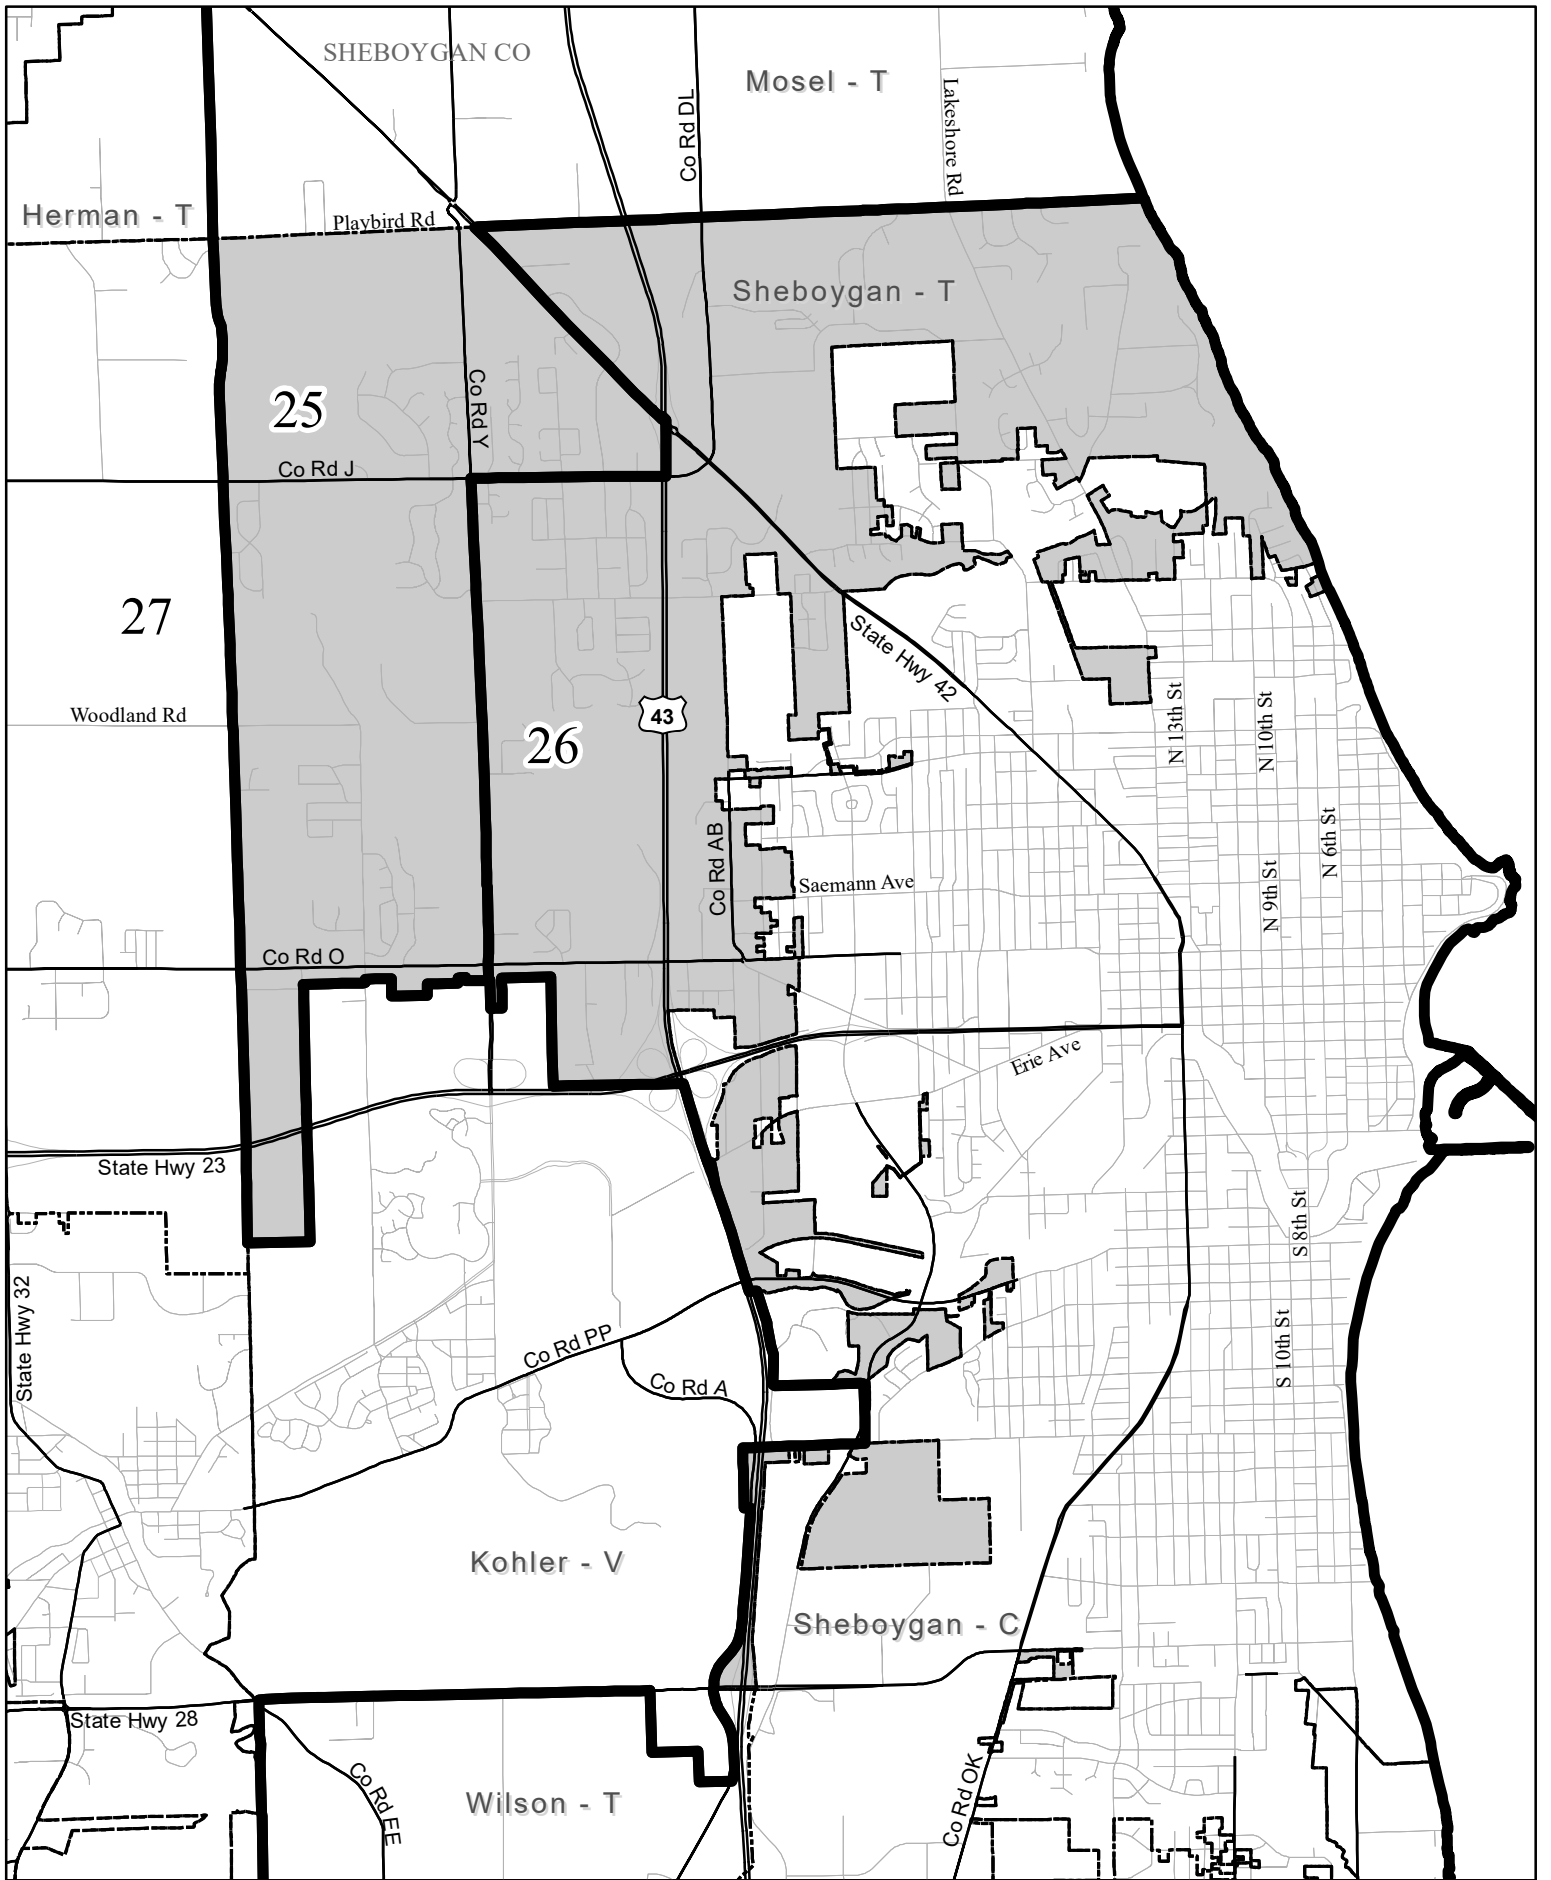 SHEBOYGAN CO
Mosel - T
Co Rd DL
Lakeshore Rd
Herman - T
Playbird Rd
Sheboygan - T
25
Co Rd Y
Co Rd J
27
State Hwy 42
Woodland Rd
43
26
N 13th St
N 10th St
Co Rd AB
N 6th St
Saemann Ave
N 9th St
Co Rd O
Erie Ave
State Hwy 23
S 8th St
State Hwy 32
Co Rd PP
S 10th St
Co Rd A
Kohler - V
Sheboygan - C
State Hwy 28
Co Rd EE
Wilson - T
Co Rd OK